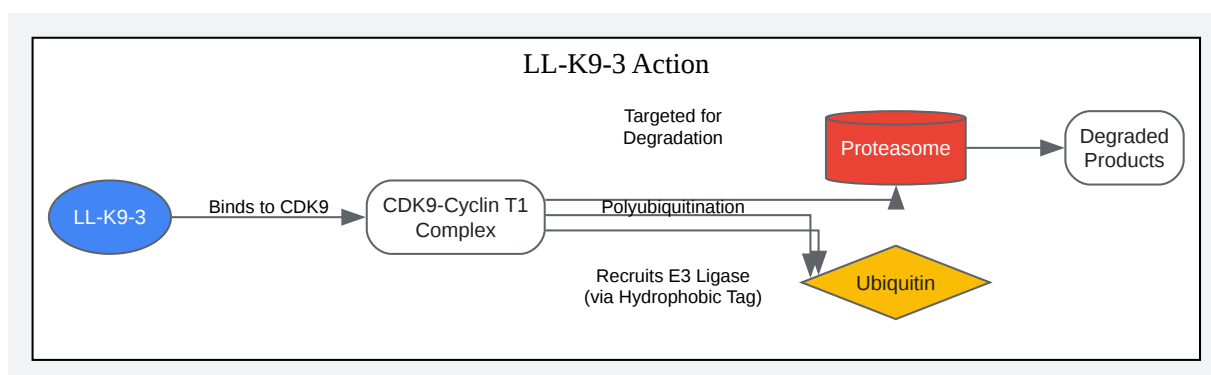 LL-K9-3 Action
Targeted for
Degradation
Proteasome
Degraded
Products
LL-K9-3
Binds to CDK9
CDK9-Cyclin T1
Complex
Polyubiquitination
Recruits E3 Ligase
(via Hydrophobic Tag)
Ubiquitin